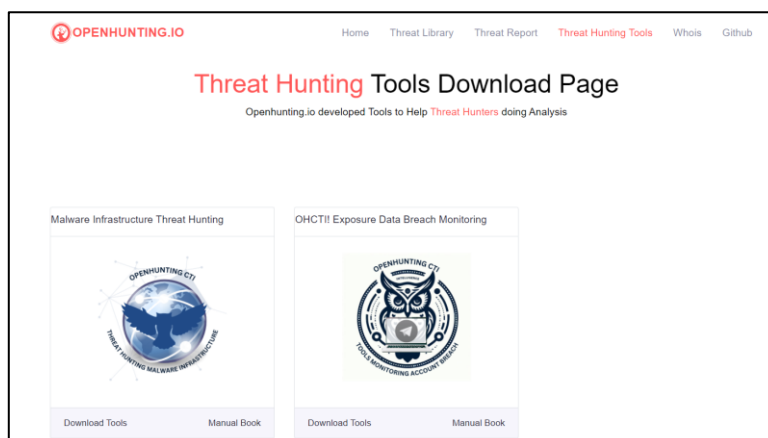 OPENHUNTING.IO
Home Threat Library Threat Report Threat Hunting Tools Whois Github
Threat Hunting Tools Download Page
Openhunting.io developed Tools to Help Threat Hunters doing Analysis
Malware Infrastructure Threat Hunting
OPENHUNTING CTI
THREAT HUNTING MALWARE INFRASTRUCTURE
Download Tools Manual Book
OHCTI! Exposure Data Breach Monitoring
OPENHUNTING CTI
INTELLIGENCE
TOOLS MONITORING ACCOUNT BREACH
Download Tools Manual Book